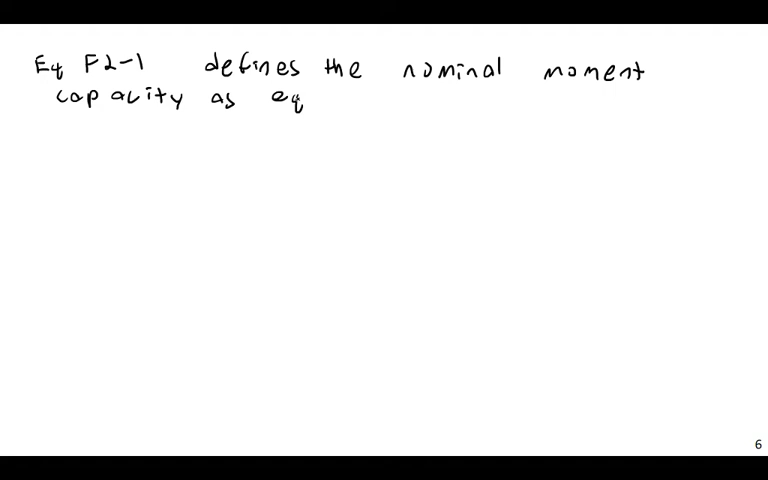 Eq F2-1 defines the nominal moment
capacity as eq
6